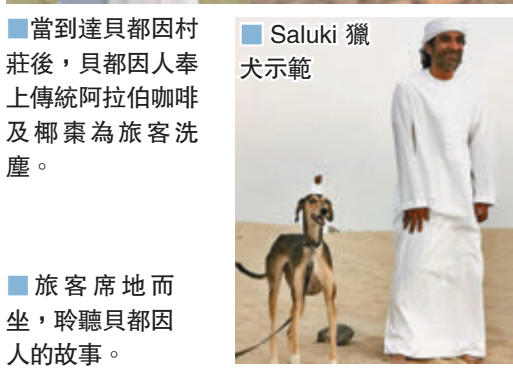 當到達貝都因村
莊後，貝都因人奉
上傳統阿拉伯咖啡
及椰棗為旅客洗
塵。
旅客席地而
坐，聆聽貝都因
人的故事。
Saluki 獵
犬示範